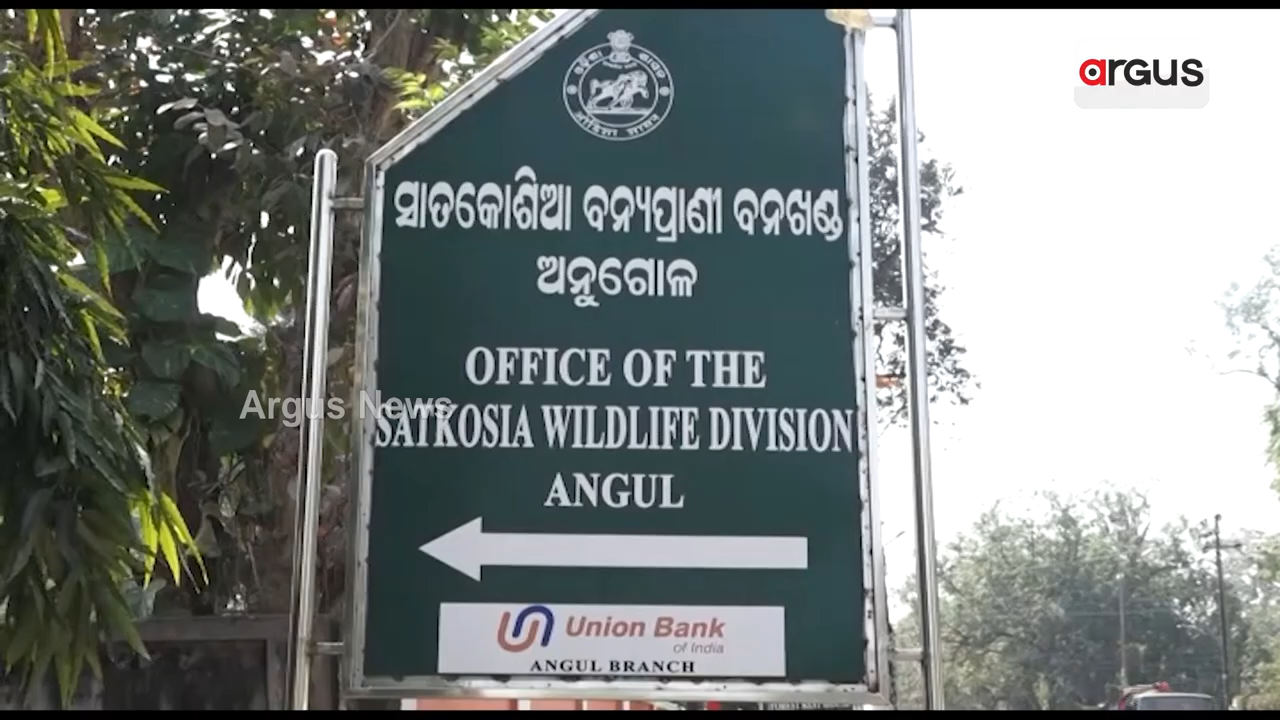 argus
ସାତକୋଶିଆ ବନ୍ୟପ୍ରାଣୀ ବନଖଣ୍ଡ
ଅନୁଗୋଳ
OFFICE OF THE
Argus News
SATKOSIA WILDLIFE DIVISION
ANGUL
Union Bank
of India
ANGUL BRANCH